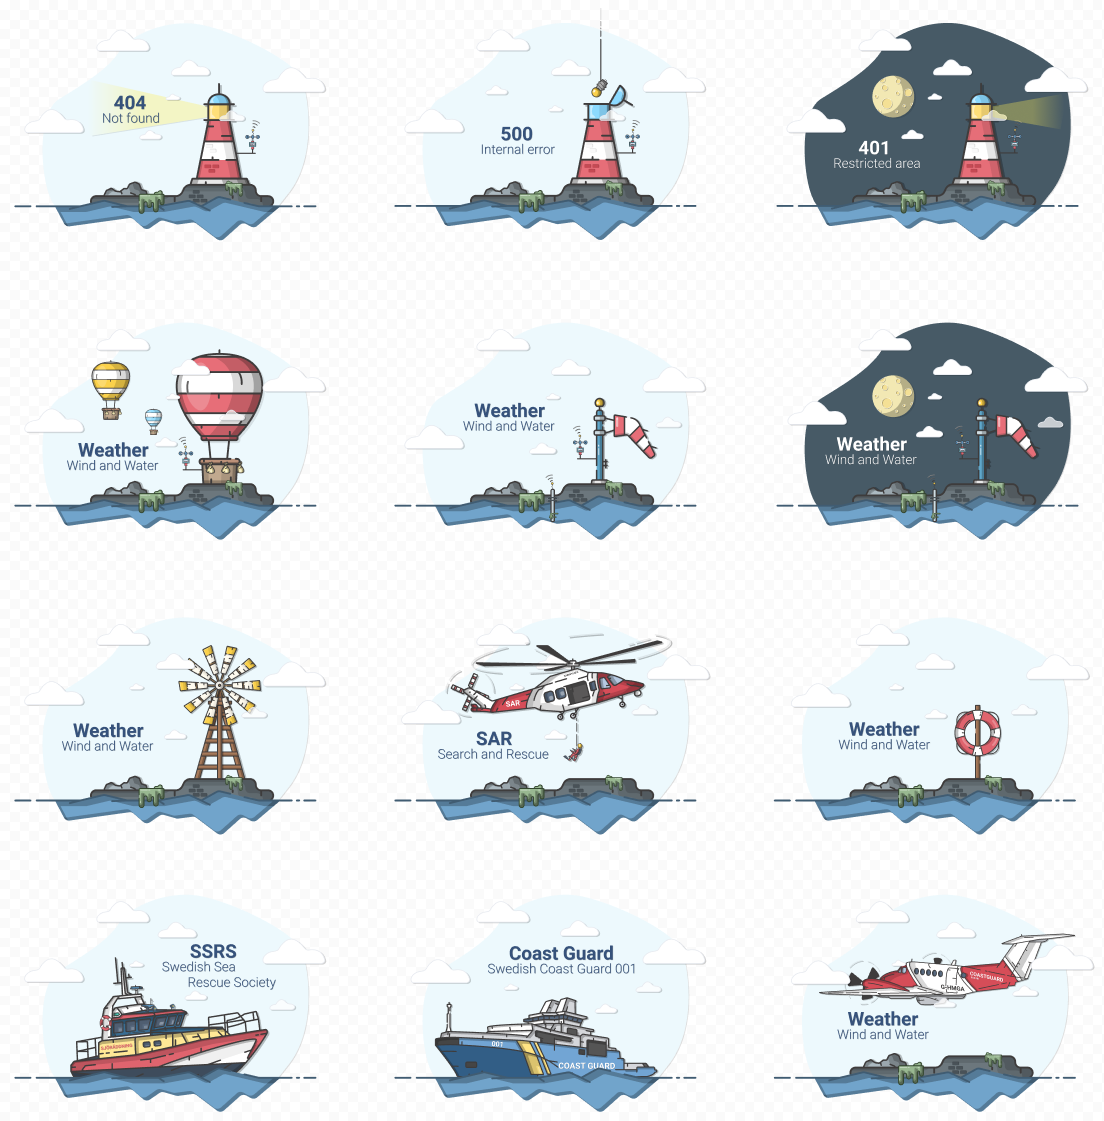 404
Not found
500
Internal error
401
Restricted area
Weather
Wind and Water
Weather
Wind and Water
Weather
Wind and Water
Weather
Wind and Water
SAR
SAR
Search and Rescue
Weather
Wind and Water
SSRS
Swedish Sea
Rescue Society
Coast Guard
Swedish Coast Guard 001
001
COAST GUARD
COASTGUARD
G-HMGA
Weather
Wind and Water